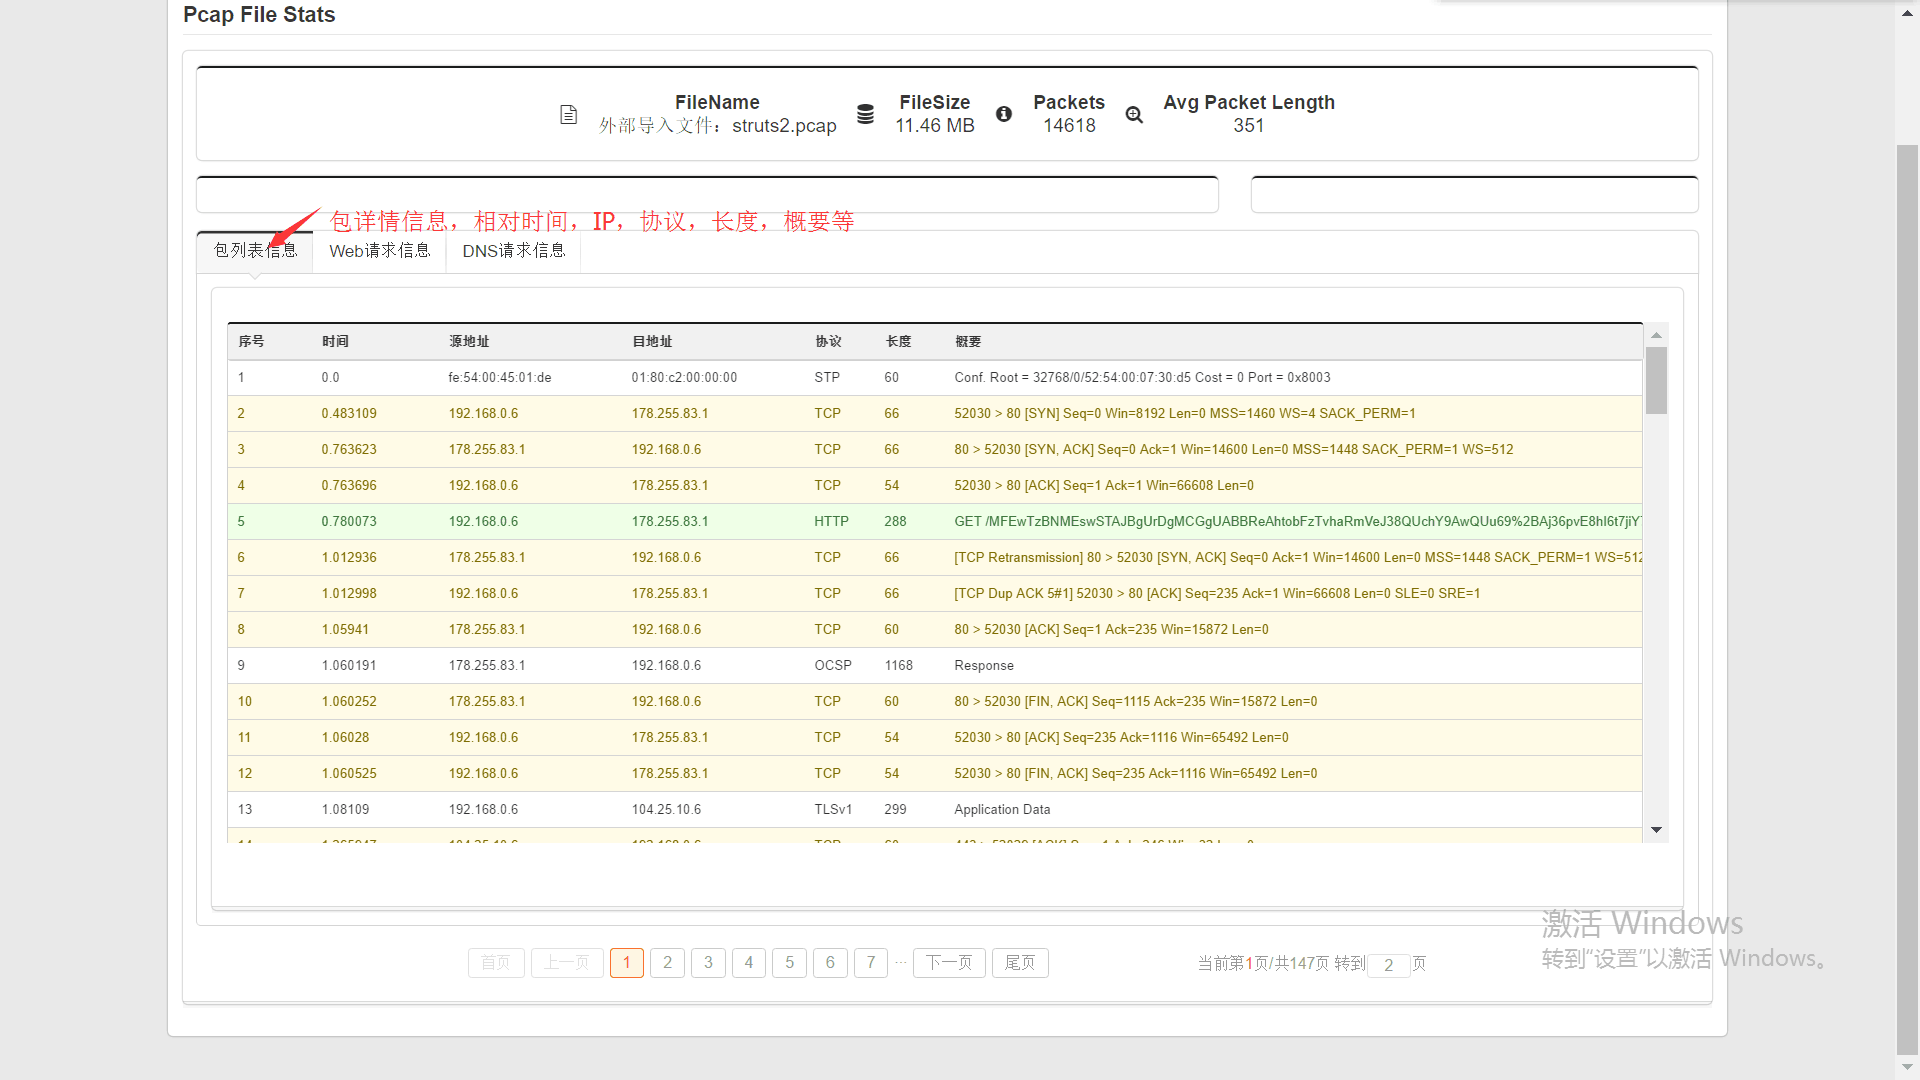 Pcap File Stats
FileName
外部导入文件：struts2.pcap
FileSize
11.46 MB
Packets
14618
Avg Packet Length
351
包详情信息，相对时间，IP，协议，长度，概要等
包列表信息 Web请求信息 DNS请求信息
序号 时间 源地址 目地址 协议 长度 概要
1 0.0 fe:54:00:45:01:de 01:80:c2:00:00:00 STP 60 Conf. Root = 32768/0/52:54:00:07:30:d5 Cost = 0 Port = 0x8003
2 0.483109 192.168.0.6 178.255.83.1 TCP 66 52030 > 80 [SYN] Seq=0 Win=8192 Len=0 MSS=1460 WS=4 SACK_PERM=1
3 0.763623 178.255.83.1 192.168.0.6 TCP 66 80 > 52030 [SYN, ACK] Seq=0 Ack=1 Win=14600 Len=0 MSS=1448 SACK_PERM=1 WS=512
4 0.763696 192.168.0.6 178.255.83.1 TCP 54 52030 > 80 [ACK] Seq=1 Ack=1 Win=66608 Len=0
5 0.780073 192.168.0.6 178.255.83.1 HTTP 288 GET
6 1.012936 178.255.83.1 192.168.0.6 TCP 66 [TCP Retransmission] 80 > 52030 [SYN, ACK] Seq=0 Ack=1 Win=14600 Len=0 MSS=1448 SACK_PERM=1 WS=512
7 1.012998 192.168.0.6 178.255.83.1 TCP 66 [TCP Dup ACK 5#1] 52030 > 80 [ACK] Seq=235 Ack=1 Win=66608 Len=0 SLE=0 SRE=1
8 1.05941 178.255.83.1 192.168.0.6 TCP 60 80 > 52030 [ACK] Seq=1 Ack=235 Win=15872 Len=0
9 1.060191 178.255.83.1 192.168.0.6 OCSP 1168 Response
10 1.060252 178.255.83.1 192.168.0.6 TCP 60 80 > 52030 [FIN, ACK] Seq=1115 Ack=235 Win=15872 Len=0
11 1.06028 192.168.0.6 178.255.83.1 TCP 54 52030 > 80 [ACK] Seq=235 Ack=1116 Win=65492 Len=0
12 1.060525 192.168.0.6 178.255.83.1 TCP 54 52030 > 80 [FIN, ACK] Seq=235 Ack=1116 Win=65492 Len=0
13 1.08109 192.168.0.6 104.25.10.6 TLSv1 299 Application Data
首页 上一页 1 2 3 4 5 6 7 ... 下一页 尾页 当前第1页/共147页 转到 2 页
激活 Windows
转到“设置”以激活 Windows。